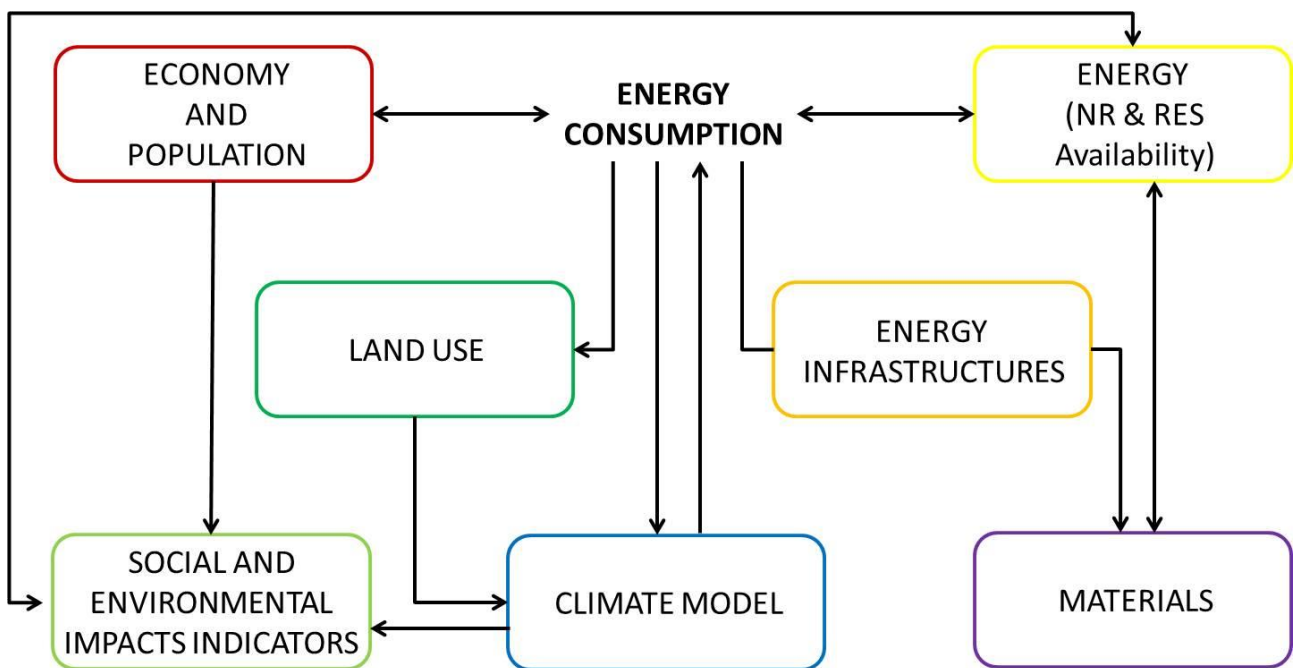 ECONOMY
AND
POPULATION
ENERGY
CONSUMPTION
ENERGY
(NR & RES
Availability)
LAND USE
ENERGY
INFRASTRUCTURES
SOCIAL AND
ENVIRONMENTAL
IMPACTS INDICATORS
CLIMATE MODEL
MATERIALS